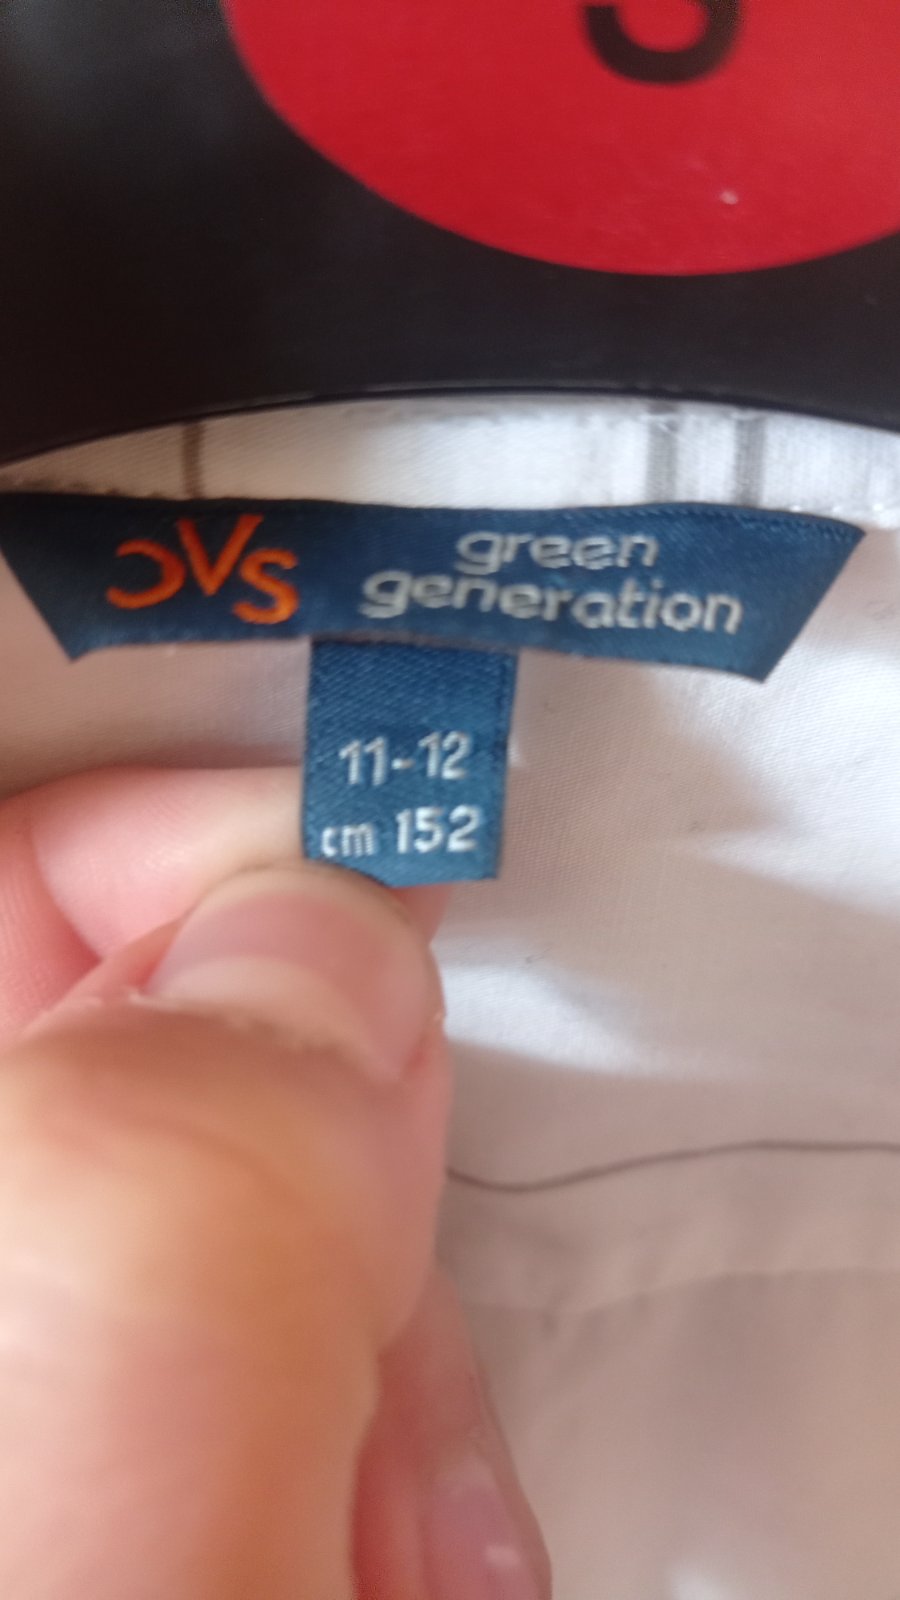 OVS
green
generation
11-12
cm 152